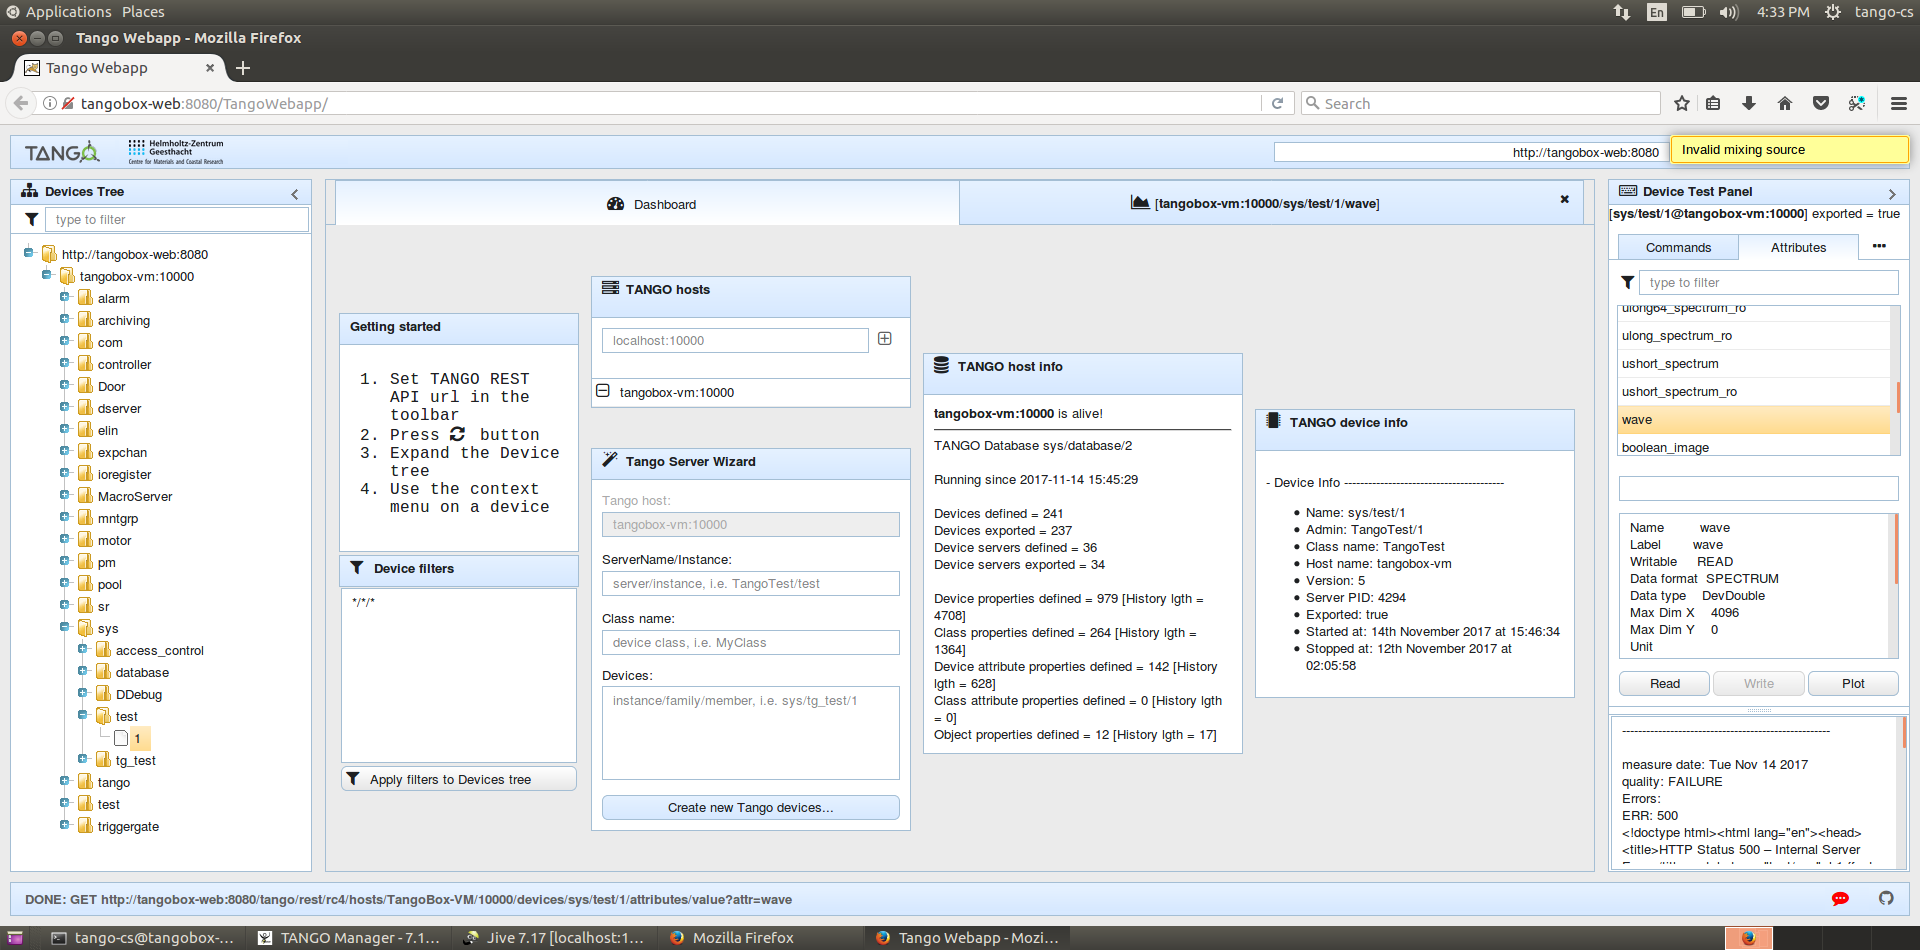 Applications Places
En 4:33 PM tango-cs
Tango Webapp - Mozilla Firefox
Tango Webapp
tangobox-web:8080/TangoWebapp/
Search
TANGO
Helmholtz-Zentrum
Geesthacht
Centre for Materials and Coastal Research
http://tangobox-web:8080
Invalid mixing source
Devices Tree
type to filter
http://tangobox-web:8080
tangobox-vm:10000
alarm
archiving
com
controller
Door
dserver
elin
expchan
ioregister
MacroServer
mntgrp
motor
pm
pool
sr
sys
access_control
database
DDebug
test
1
tg_test
tango
test
triggergate
Dashboard
[tangobox-vm:10000/sys/test/1/wave]
Getting started
1. Set TANGO REST
API url in the
toolbar
2. Press button
3. Expand the Device
tree
4. Use the context
menu on a device
Device filters
*/*/*
Apply filters to Devices tree
TANGO hosts
localhost:10000
tangobox-vm:10000
Tango Server Wizard
Tango host:
tangobox-vm:10000
ServerName/Instance:
server/instance, i.e. TangoTest/test
Class name:
device class, i.e. MyClass
Devices:
instance/family/member, i.e. sys/tg_test/1
Create new Tango devices...
TANGO host info
tangobox-vm:10000 is alive!
TANGO Database sys/database/2
Running since 2017-11-14 15:45:29
Devices defined = 241
Devices exported = 237
Device servers defined = 36
Device servers exported = 34
Device properties defined = 979 [History lgth =
4708]
Class properties defined = 264 [History lgth =
1364]
Device attribute properties defined = 142 [History
lgth = 628]
Class attribute properties defined = 0 [History lgth
= 0]
Object properties defined = 12 [History lgth = 17]
TANGO device info
- Device Info ----------------------------------------
Name: sys/test/1
Admin: TangoTest/1
Class name: TangoTest
Host name: tangobox-vm
Version: 5
Server PID: 4294
Exported: true
Started at: 14th November 2017 at 15:46:34
Stopped at: 12th November 2017 at
02:05:58
Device Test Panel
[sys/test/1@tangobox-vm:10000] exported = true
Commands Attributes
type to filter
ulong64_spectrum_ro
ulong_spectrum_ro
ushort_spectrum
ushort_spectrum_ro
wave
boolean_image
Name wave
Label wave
Writable READ
Data format SPECTRUM
Data type DevDouble
Max Dim X 4096
Max Dim Y 0
Unit
Read Write Plot
----------------------------------------------------
measure date: Tue Nov 14 2017
quality: FAILURE
Errors:
ERR: 500
<!doctype html><html lang="en"><head>
<title>HTTP Status 500 – Internal Server
DONE: GET http://tangobox-web:8080/tango/rest/rc4/hosts/TangoBox-VM/10000/devices/sys/test/1/attributes/value?attr=wave
tango-cs@tangobox-... TANGO Manager - 7.1... Jive 7.17 [localhost:1... Mozilla Firefox Tango Webapp - Mozi...